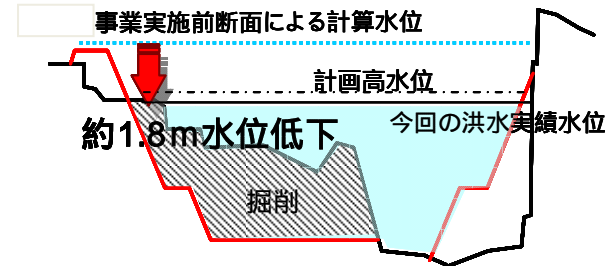 事業実施前断面による計算水位
計画高水位
約1.8m水位低下
今回の洪水実績水位
掘削